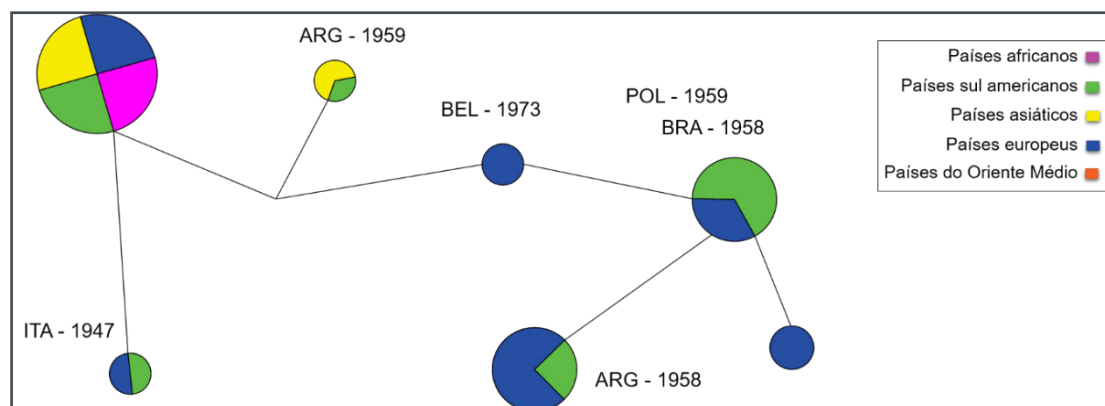 ARG - 1959
BEL - 1973
POL - 1959
BRA - 1958
ITA - 1947
ARG - 1958
Países africanos
Países sul americanos
Países asiáticos
Países europeus
Países do Oriente Médio